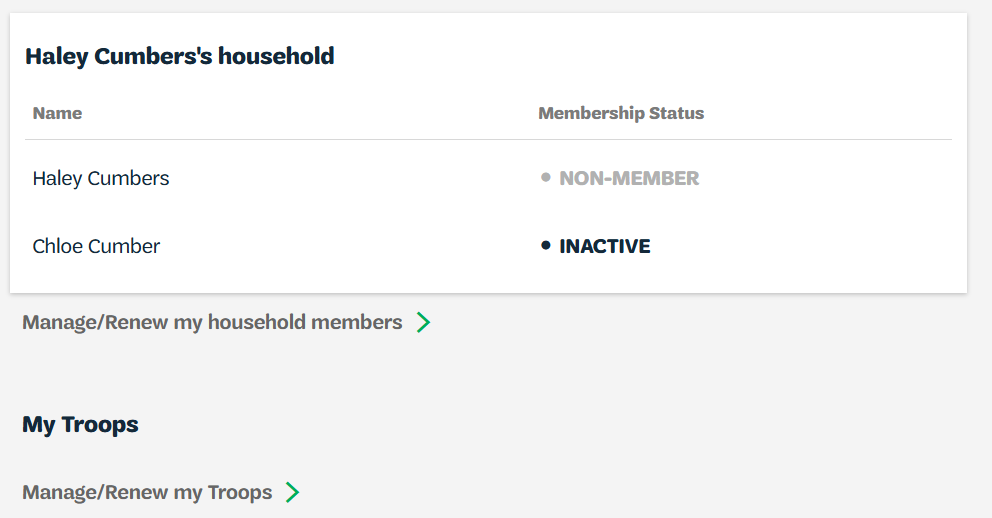 Haley Cumbers's household
Name Membership Status
Haley Cumbers NON-MEMBER
Chloe Cumber INACTIVE
Manage/Renew my household members
My Troops
Manage/Renew my Troops